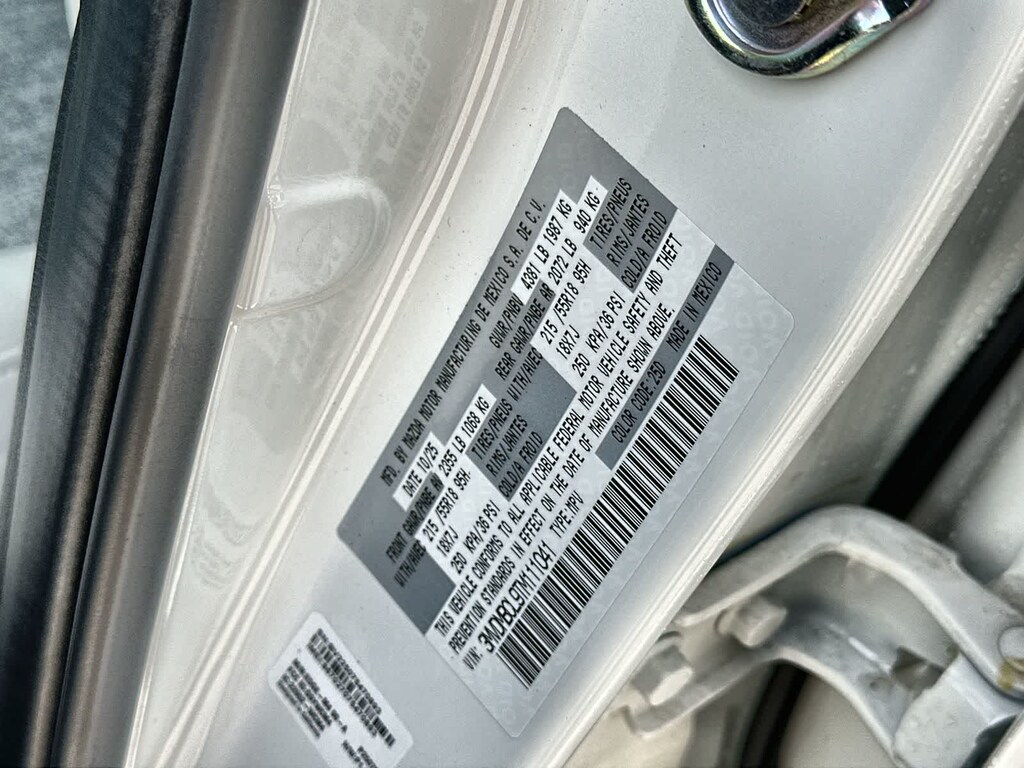 MFD. BY MAZDA MOTOR MANUFACTURING DE MEXICO S.A. DE C.V.
DATE 10/25 GVWR/PNBV 4381 LB 1987 KG
FRONT GAWR/PNBE AV 2355 LB 1068 KG REAR GAWR/PNBE AR 2072 LB 940 KG
WITH/AVEC 215 /55R18 95H TIRES/PNEUS WITH/AVEC 215 /55R18 95H TIRES/PNEUS
18X7J RIMS/JANTES 18X7J RIMS/JANTES
250 KPA/36 PSI COLD/A FROID 250 KPA/36 PSI COLD/A FROID
THIS VEHICLE CONFORMS TO ALL APPLICABLE FEDERAL MOTOR VEHICLE SAFETY AND THEFT
PREVENTION STANDARDS IN EFFECT ON THE DATE OF MANUFACTURE SHOWN ABOVE.
VIN: TYPE:MPV COLOR CODE.25D MADE IN MEXICO